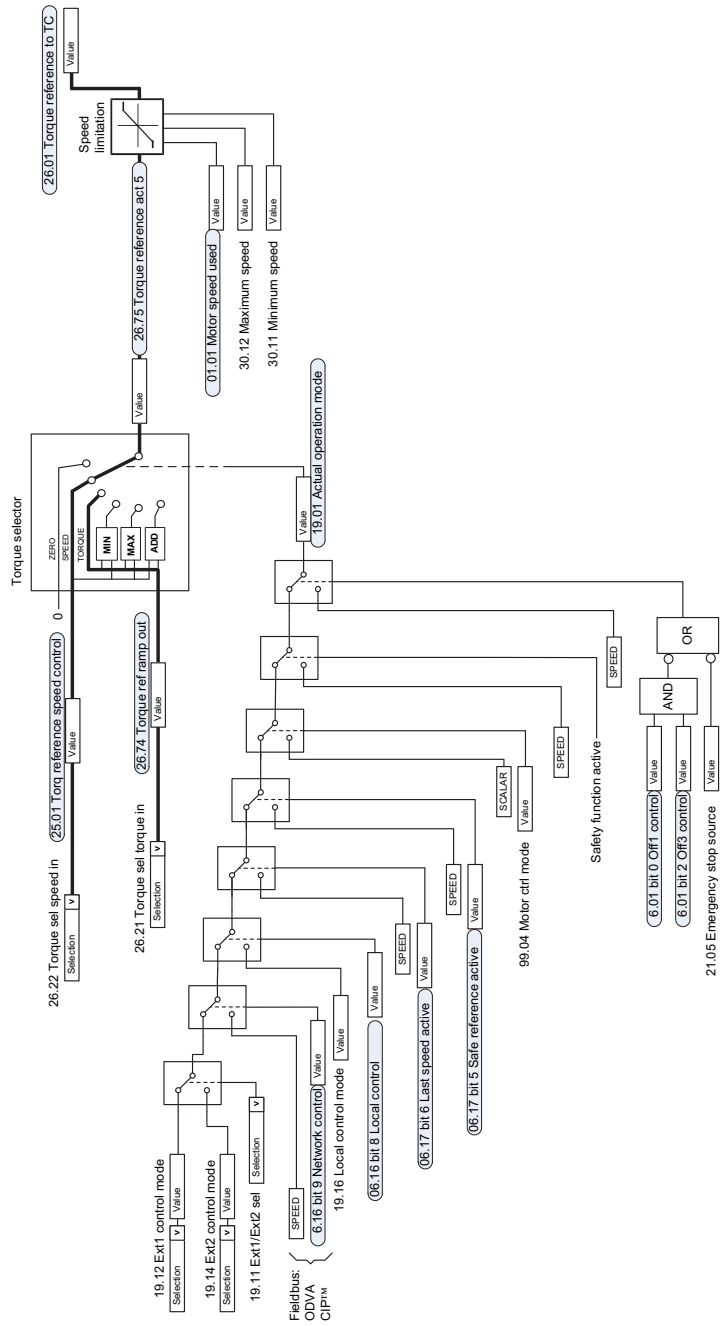 26.22 Torque sel speed in
Selection
v
25.01 Torq reference speed control
Value
26.21 Torque sel torque in
Selection
v
26.74 Torque ref ramp out
Value
Torque selector
0
ZERO
SPEED
TORQUE
MIN
MAX
ADD
Value
26.75 Torque reference act 5
Speed
limitation
26.01 Torque reference to TC
Value
01.01 Motor speed used
Value
30.12 Maximum speed
Value
30.11 Minimum speed
Value
19.12 Ext1 control mode
Selection
v
Value
19.14 Ext2 control mode
Selection
v
Value
19.11 Ext1/Ext2 sel
Selection
v
Fieldbus:
ODVA
CIP™
SPEED
6.16 bit 9 Network control
Value
19.16 Local control mode
Value
06.16 bit 8 Local control
Value
SPEED
06.17 bit 6 Last speed active
Value
SPEED
06.17 bit 5 Safe reference active
Value
SCALAR
99.04 Motor ctrl mode
Value
SPEED
Safety function active
SPEED
Value
19.01 Actual operation mode
6.01 bit 0 Off1 control
Value
6.01 bit 2 Off3 control
Value
AND
OR
21.05 Emergency stop source
Value